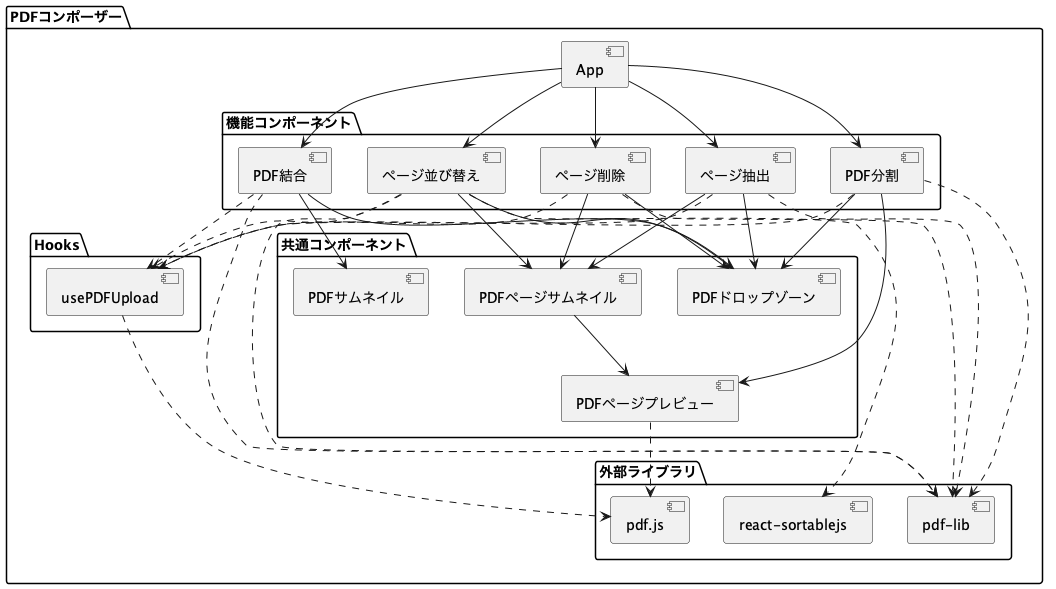 PDFコンポーザー
App
機能コンポーネント
PDF結合
ページ並び替え
ページ削除
ページ抽出
PDF分割
Hooks
共通コンポーネント
usePDFUpload
PDFサムネイル
PDFページサムネイル
PDFドロップゾーン
PDFページプレビュー
外部ライブラリ
pdf.js
react-sortablejs
pdf-lib